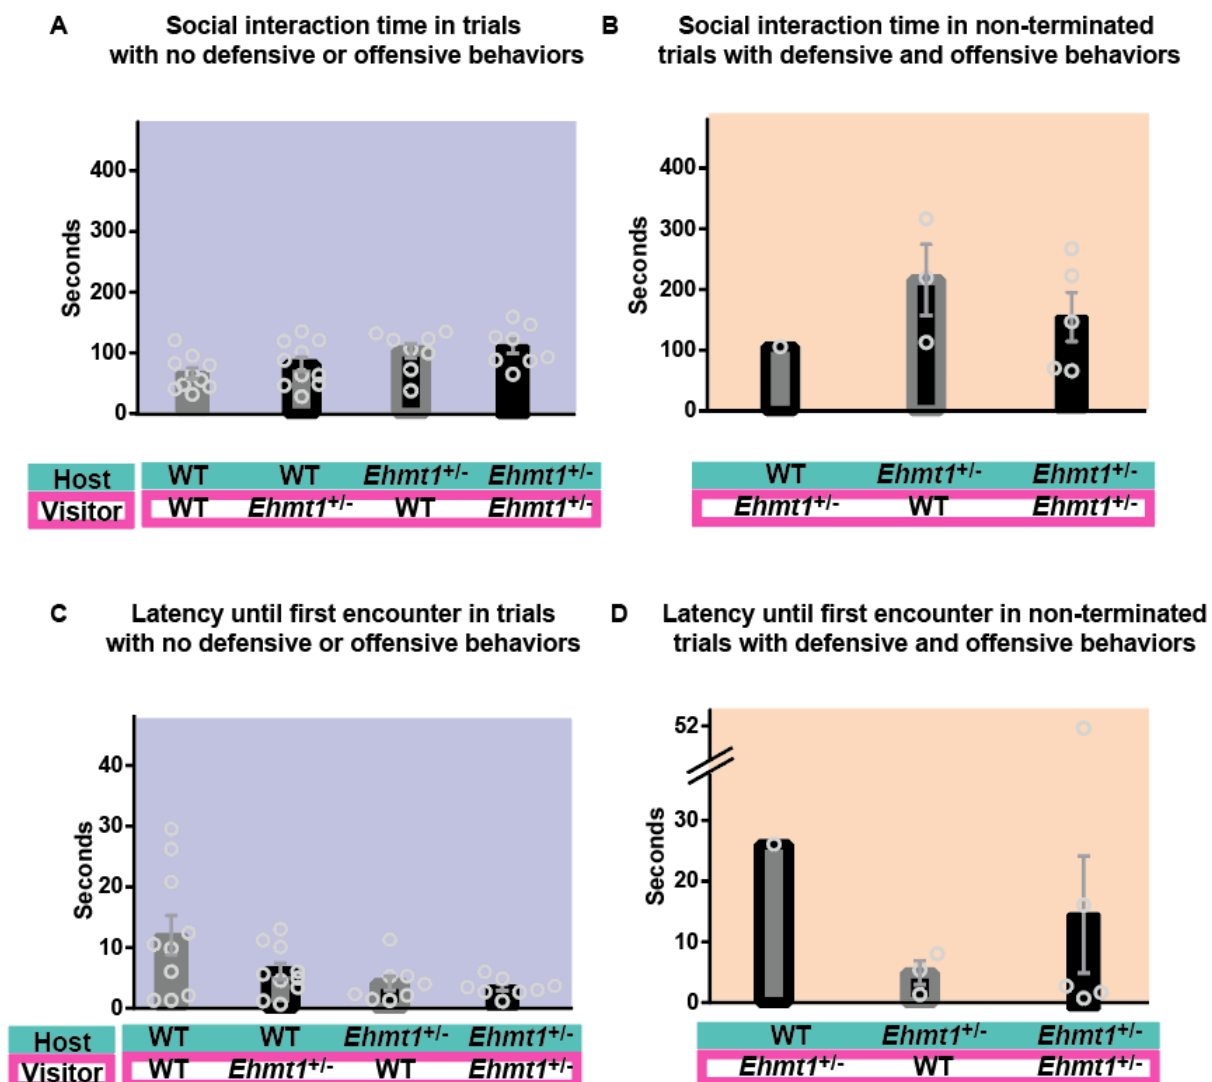 A Social interaction time in trials
with no defensive or offensive behaviors
B Social interaction time in non-terminated
trials with defensive and offensive behaviors
Seconds
400
300
200
100
0
Seconds
400
300
200
100
0
Host WT WT Ehmt1+/- Ehmt1+/-
Visitor WT Ehmt1+/- WT Ehmt1+/-
WT Ehmt1+/- Ehmt1+/-
Ehmt1+/- WT Ehmt1+/-
C Latency until first encounter in trials
with no defensive or offensive behaviors
D Latency until first encounter in non-terminated
trials with defensive and offensive behaviors
Seconds
40
30
20
10
0
Seconds
52
30
20
10
0
Host WT WT Ehmt1+/- Ehmt1+/-
Visitor WT Ehmt1+/- WT Ehmt1+/-
WT Ehmt1+/- Ehmt1+/-
Ehmt1+/- WT Ehmt1+/-